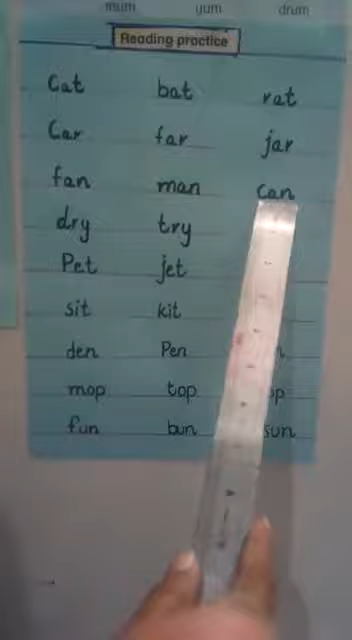 mum yum drum
Reading practice
Cat bat rat
Car far jar
fan man can
dry try
Pet jet
sit kit
den Pen
mop top
fun bun sun